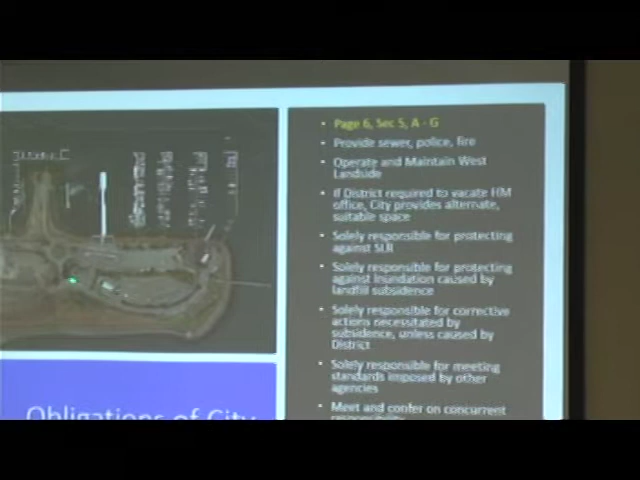 Page 6, Sec 5, A - G
Provide sewer, police, fire
Operate and Maintain West
Landside
If District required to vacate HM
office, City provides alternate,
suitable space
Solely responsible for protecting
against SLR
Solely responsible for protecting
against inundation caused by
landfill subsidence
Solely responsible for corrective
actions necessitated by
subsidence, unless caused by
District
Solely responsible for meeting
standards imposed by other
agencies
Meet and confer on concurrent
Obligations of City